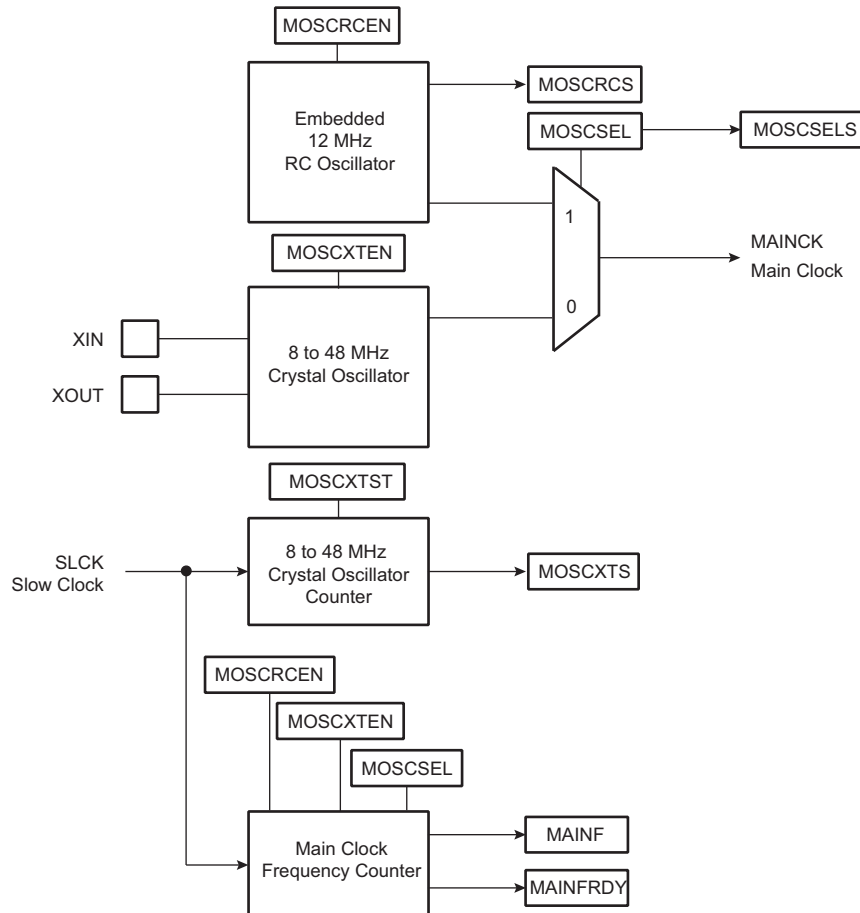 MOSCRCEN
Embedded
12 MHz
RC Oscillator
MOSCRCS
MOSCSEL
MOSCSELS
1
0
MAINCK
Main Clock
MOSCXTEN
XIN
XOUT
8 to 48 MHz
Crystal Oscillator
MOSCXTST
SLCK
Slow Clock
8 to 48 MHz
Crystal Oscillator
Counter
MOSCXTS
MOSCRCEN
MOSCXTEN
MOSCSEL
Main Clock
Frequency Counter
MAINF
MAINFRDY